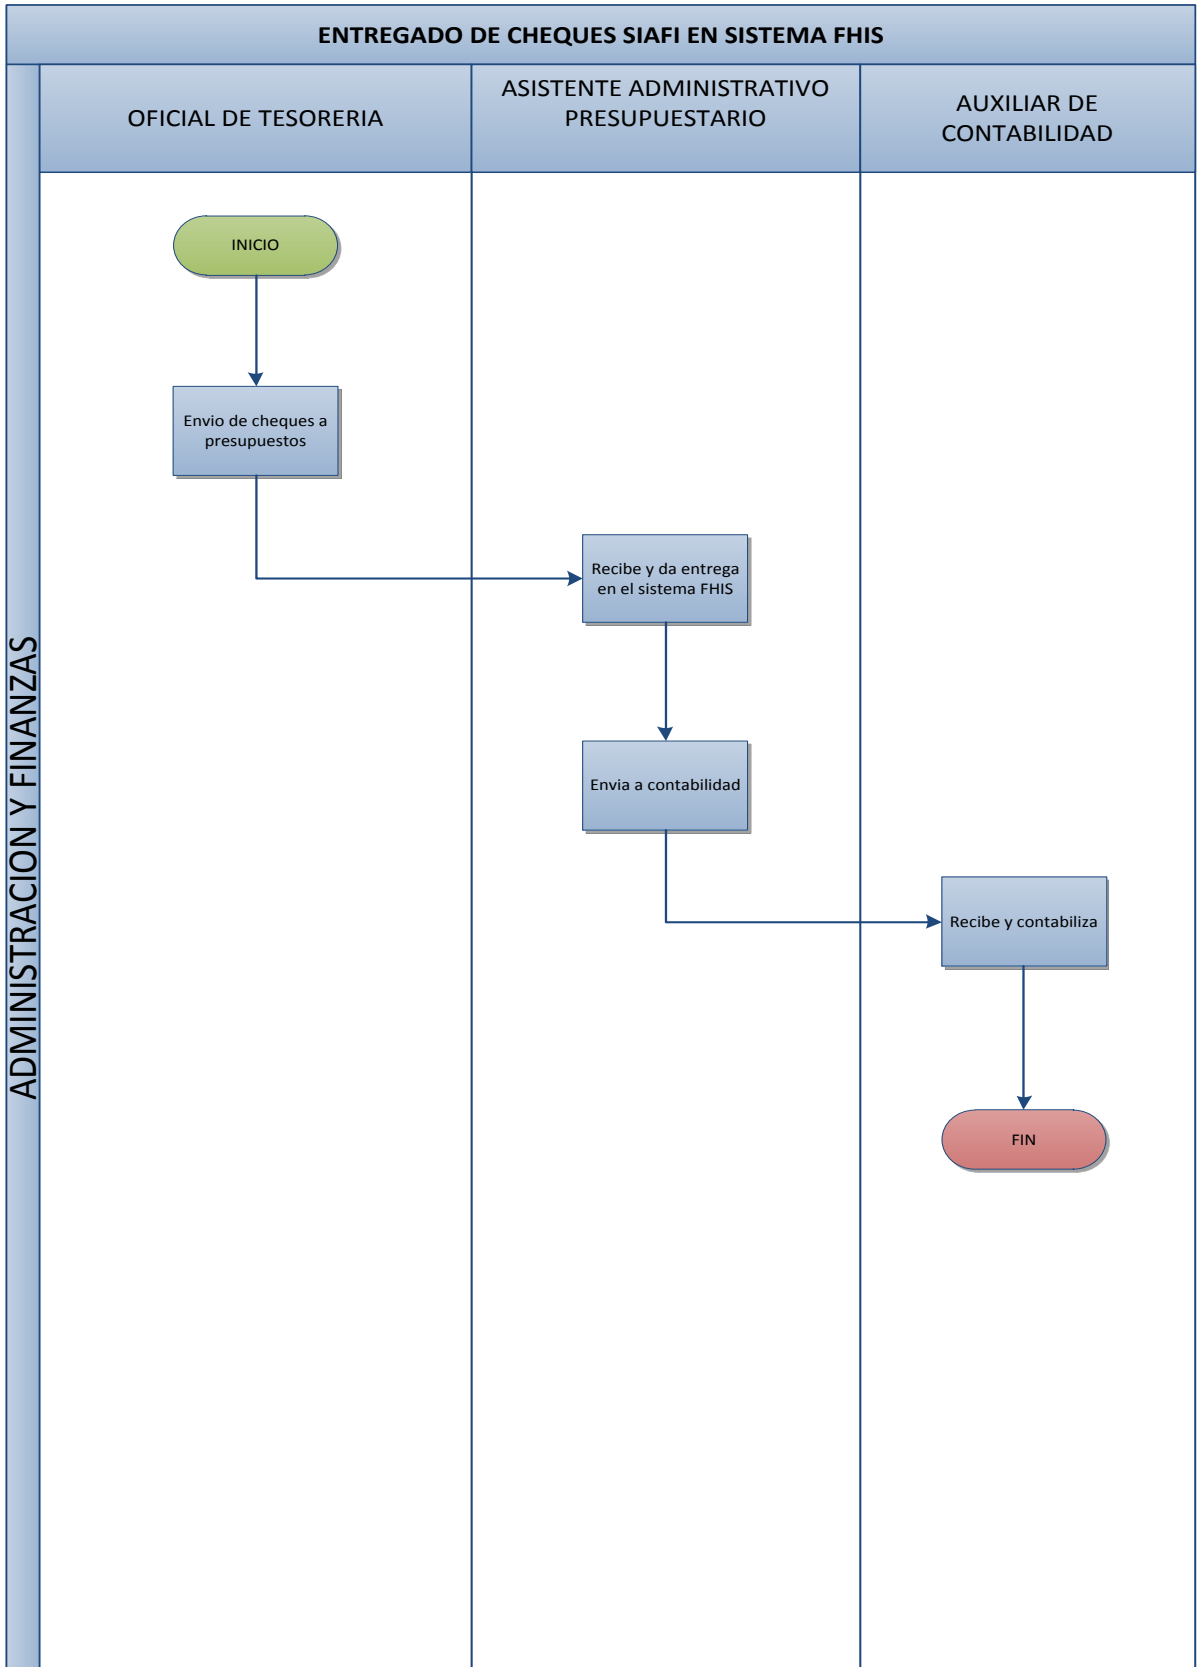 ENTREGADO DE CHEQUES SIAFI EN SISTEMA FHIS
ADMINISTRACION Y FINANZAS
OFICIAL DE TESORERIA
ASISTENTE ADMINISTRATIVO
PRESUPUESTARIO
AUXILIAR DE
CONTABILIDAD
INICIO
Envio de cheques a
presupuestos
Recibe y da entrega
en el sistema FHIS
Envia a contabilidad
Recibe y contabiliza
FIN